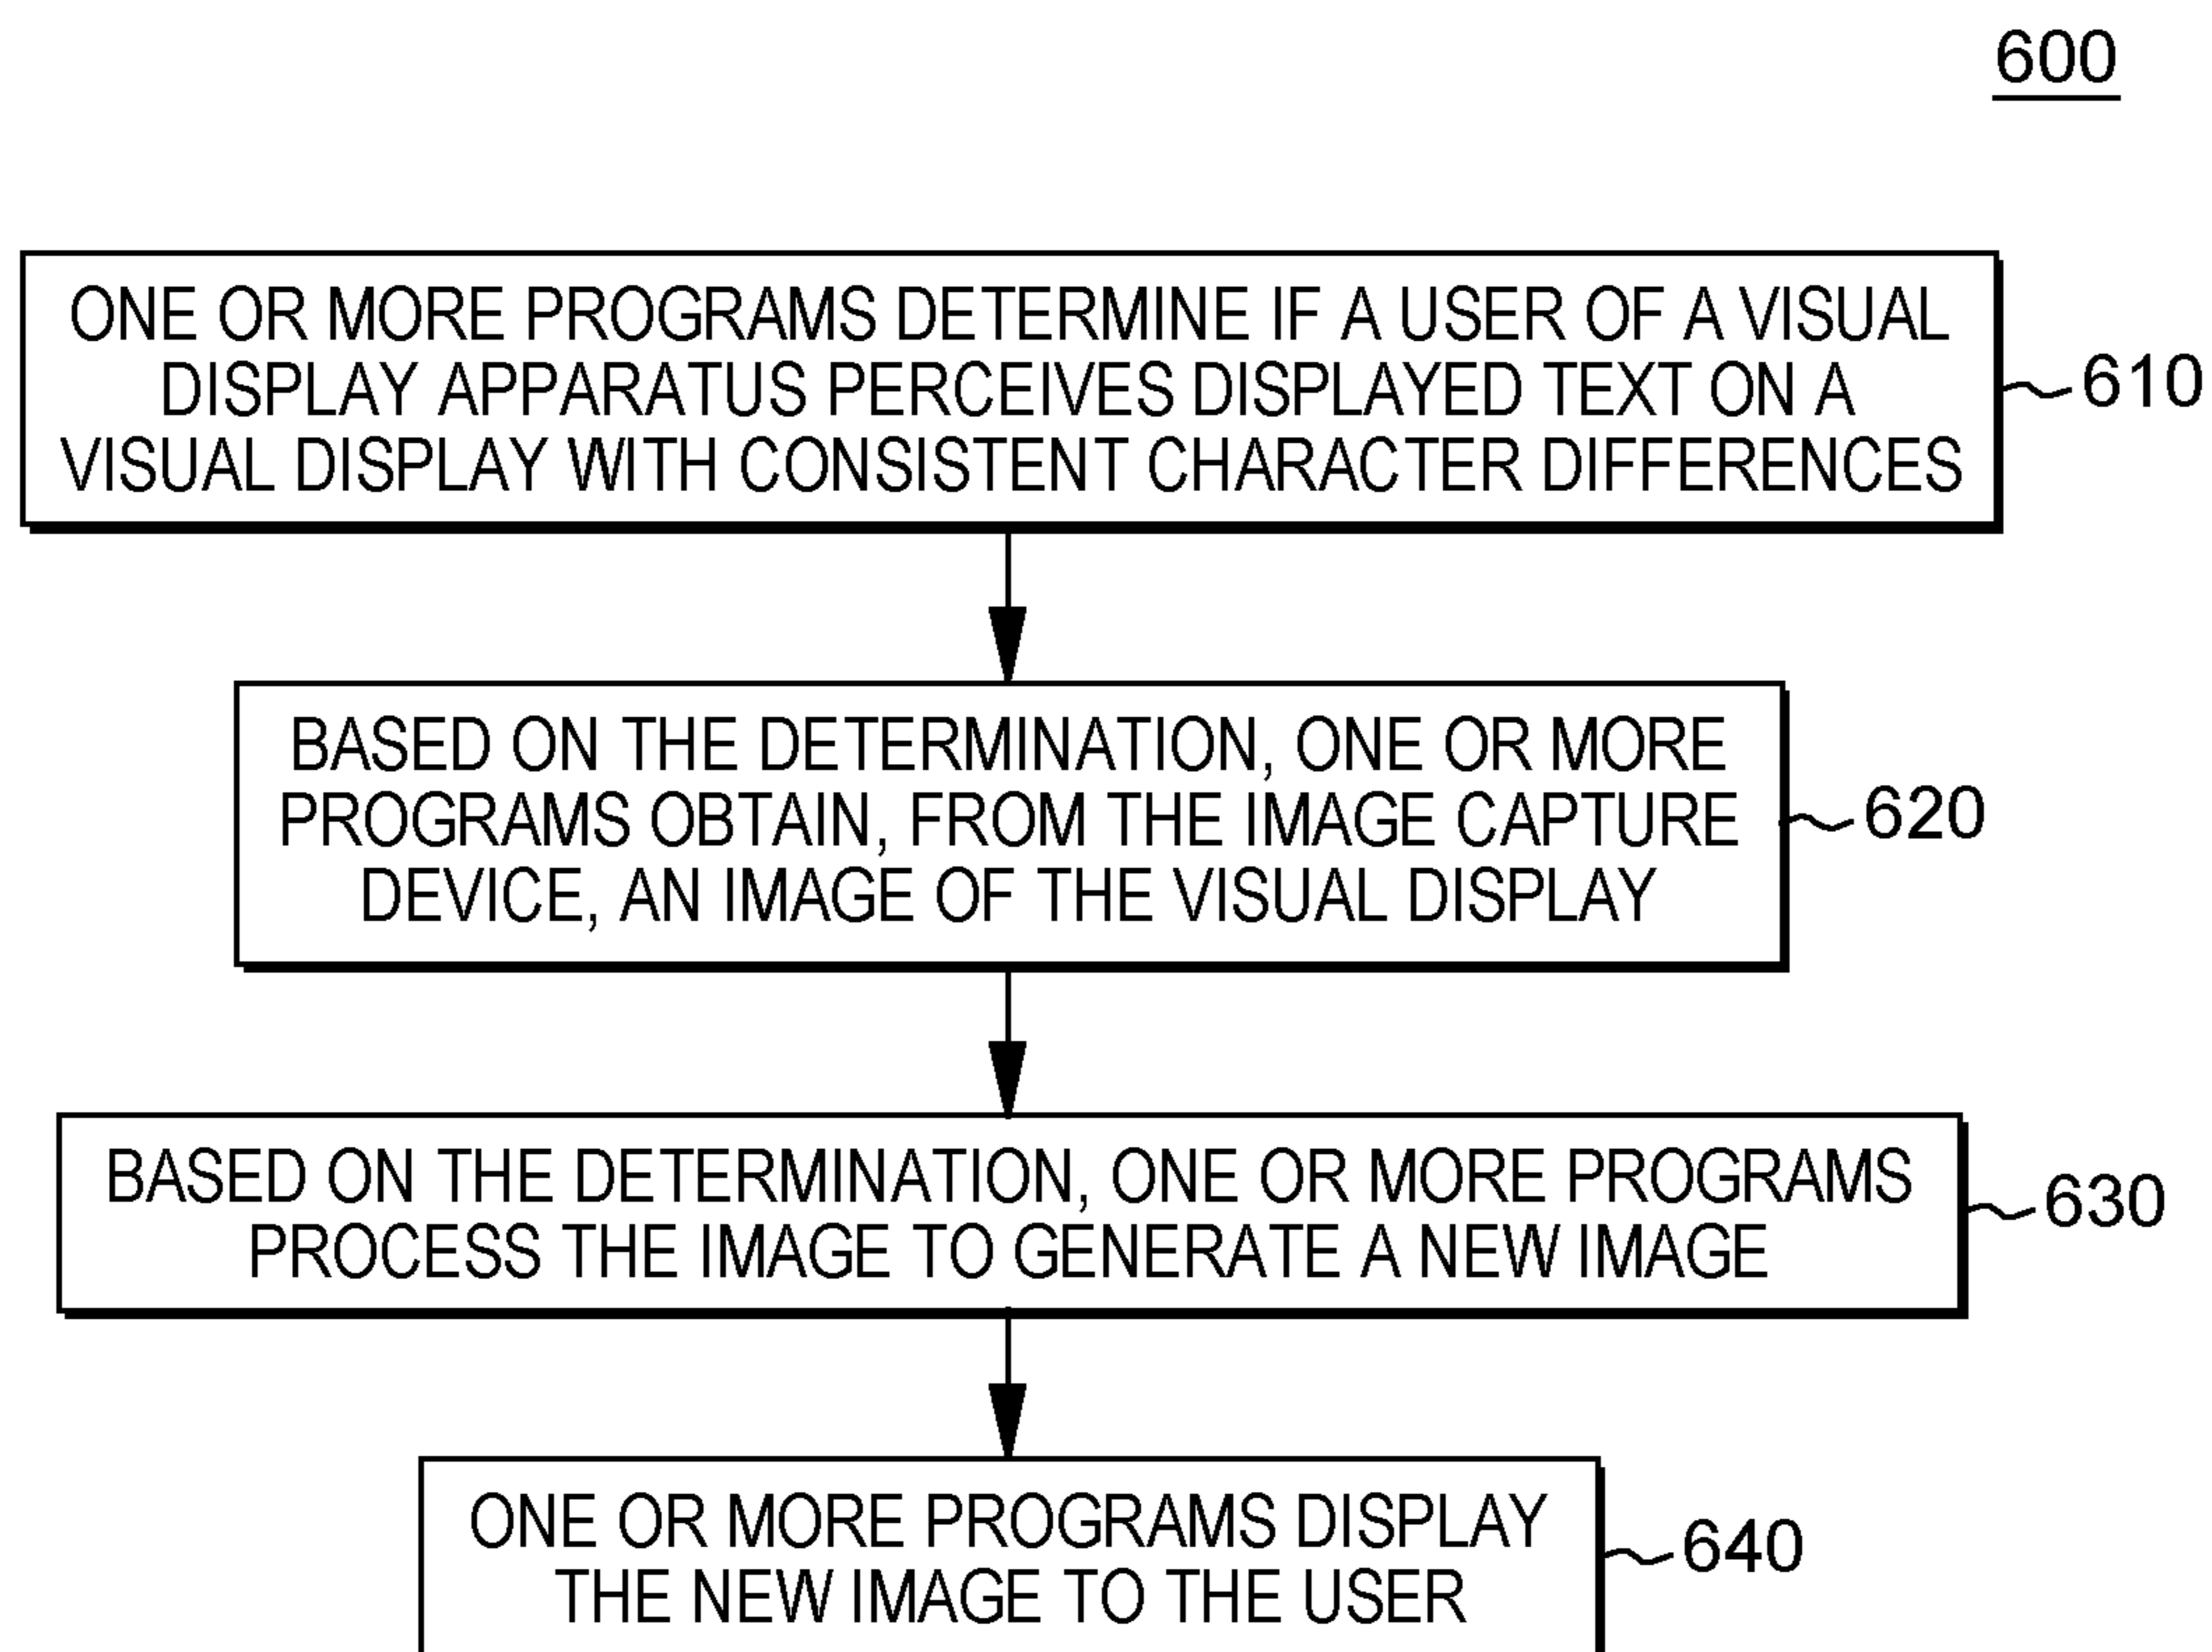 600
ONE OR MORE PROGRAMS DETERMINE IF A USER OF A VISUAL
DISPLAY APPARATUS PERCEIVES DISPLAYED TEXT ON A
VISUAL DISPLAY WITH CONSISTENT CHARACTER DIFFERENCES
610
BASED ON THE DETERMINATION, ONE OR MORE
PROGRAMS OBTAIN, FROM THE IMAGE CAPTURE
DEVICE, AN IMAGE OF THE VISUAL DISPLAY
620
BASED ON THE DETERMINATION, ONE OR MORE PROGRAMS
PROCESS THE IMAGE TO GENERATE A NEW IMAGE
630
ONE OR MORE PROGRAMS DISPLAY
THE NEW IMAGE TO THE USER
640